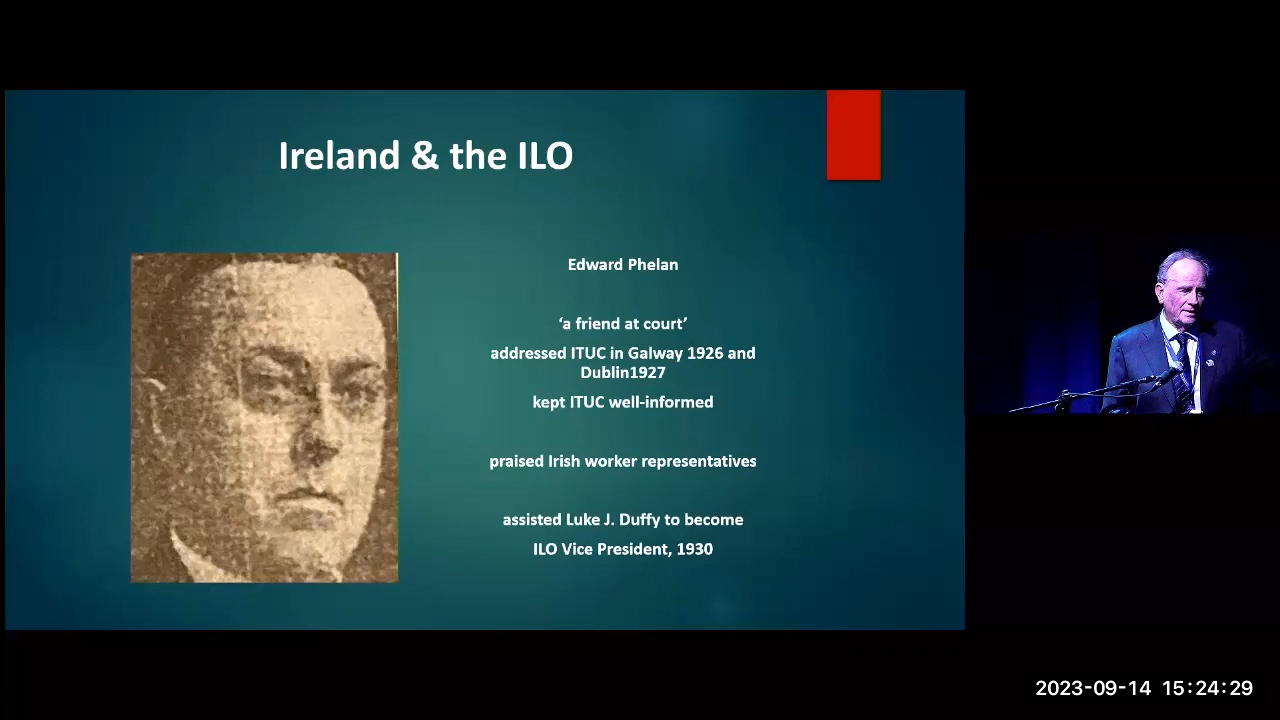 Ireland & the ILO
Edward Phelan
‘a friend at court’
addressed ITUC in Galway 1926 and
Dublin1927
kept ITUC well-informed
praised Irish worker representatives
assisted Luke J. Duffy to become
ILO Vice President, 1930
2023-09-14 15:24:29